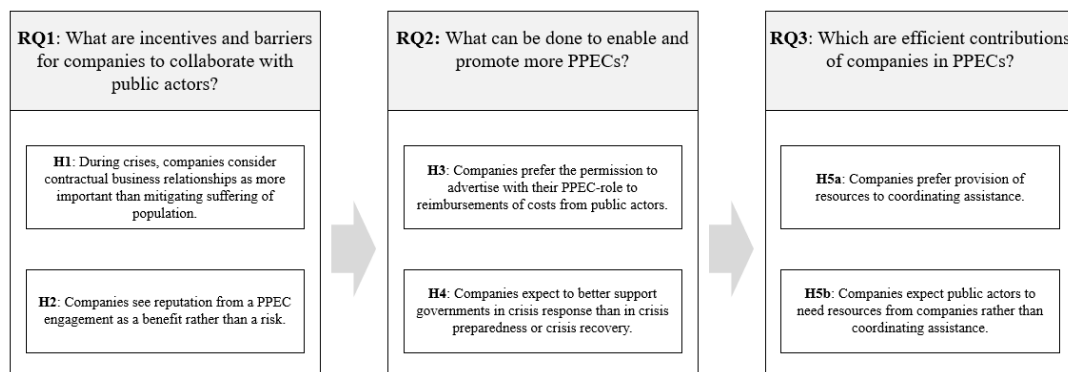 RQ1: What are incentives and barriers
for companies to collaborate with
public actors?
H1: During crises, companies consider
contractual business relationships as more
important than mitigating suffering of
population.
H2: Companies see reputation from a PPEC
engagement as a benefit rather than a risk.
RQ2: What can be done to enable and
promote more PPECs?
H3: Companies prefer the permission to
advertise with their PPEC-role to
reimbursements of costs from public actors.
H4: Companies expect to better support
governments in crisis response than in crisis
preparedness or crisis recovery.
RQ3: Which are efficient contributions
of companies in PPECs?
H5a: Companies prefer provision of
resources to coordinating assistance.
H5b: Companies expect public actors to
need resources from companies rather than
coordinating assistance.